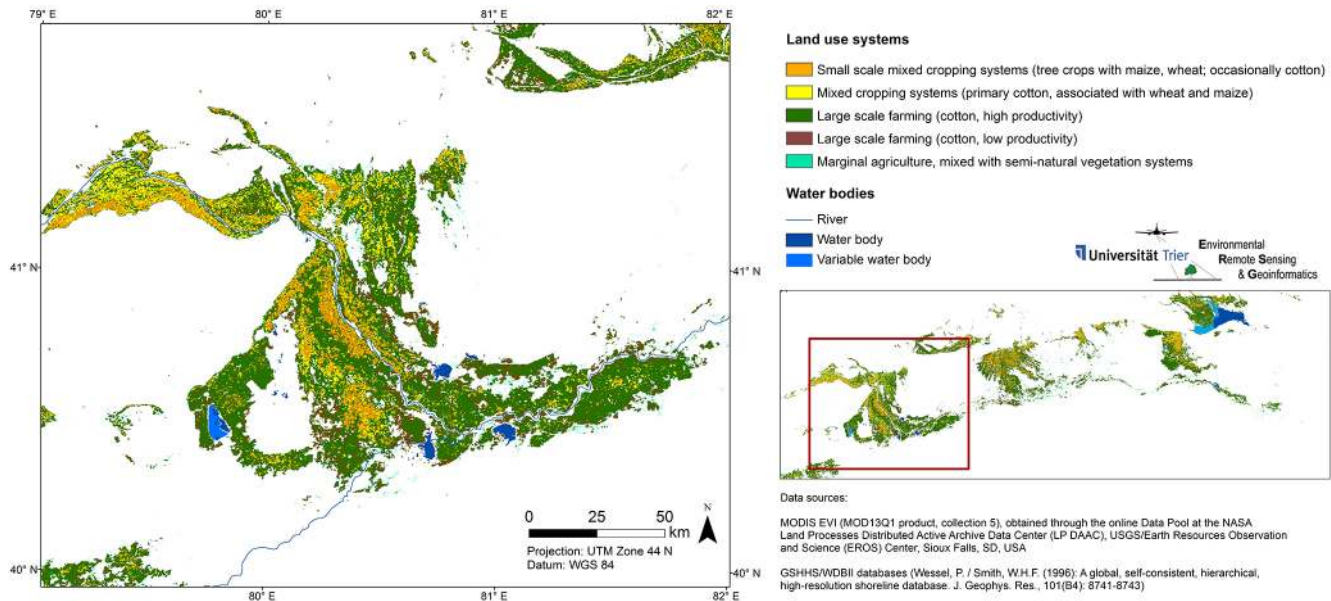 79° E
80° E
81° E
82° E
41° N
40° N
41° N
40° N
80° E
81° E
82° E
N
0
25
50
km
Projection: UTM Zone 44 N
Datum: WGS 84
Land use systems
Small scale mixed cropping systems (tree crops with maize, wheat; occasionally cotton)
Mixed cropping systems (primary cotton, associated with wheat and maize)
Large scale farming (cotton, high productivity)
Large scale farming (cotton, low productivity)
Marginal agriculture, mixed with semi-natural vegetation systems
Water bodies
River
Water body
Variable water body
Universität Trier
Environmental
Remote Sensing
& Geoinformatics
Data sources:
MODIS EVI (MOD13Q1 product, collection 5), obtained through the online Data Pool at the NASA
Land Processes Distributed Active Archive Data Center (LP DAAC), USGS/Earth Resources Observation
and Science (EROS) Center, Sioux Falls, SD, USA
GSHHS/WDBII databases (Wessel, P. / Smith, W.H.F. (1996): A global, self-consistent, hierarchical,
high-resolution shoreline database. J. Geophys. Res., 101(B4): 8741-8743)